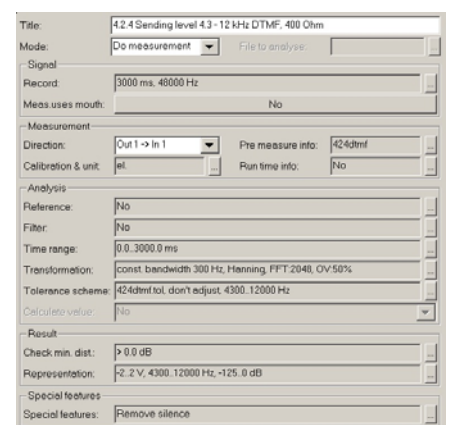 Title: 4.2.4 Sending level 4.3 - 12 kHz DTMF, 400 Ohm
Mode: Do measurement File to analyse: ...
Signal
Record: 3000 ms, 48000 Hz ...
Meas.uses mouth: No
Measurement
Direction: Out 1 -> In 1 Pre measure info: 424dtmf ...
Calibration & unit: el. ... Run time info: No ...
Analysis
Reference: No ...
Filter: No ...
Time range: 0.0..3000.0 ms ...
Transformation: const. bandwidth 300 Hz, Hanning, FFT:2048, OV:50% ...
Tolerance scheme: 424dtmf.tol, don't adjust, 4300..12000 Hz ...
Calculate value: No
Result
Check min. dist.: > 0.0 dB ...
Representation: -2..2 V, 4300..12000 Hz, -125..0 dB ...
Special features
Special features: Remove silence ...